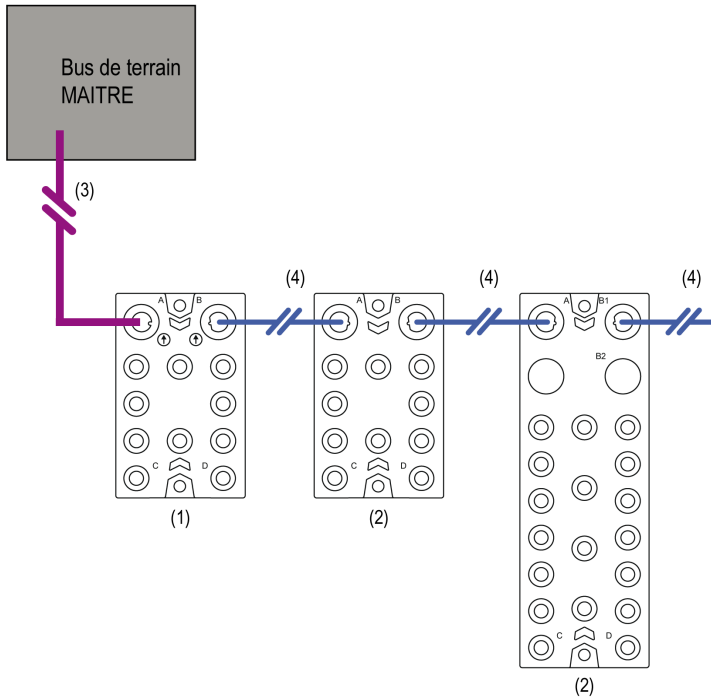 Bus de terrain
MAITRE
(3)
(4) (4) (4)
A B A B A B1
B2
C D C D
(1) (2)
C D
(2)